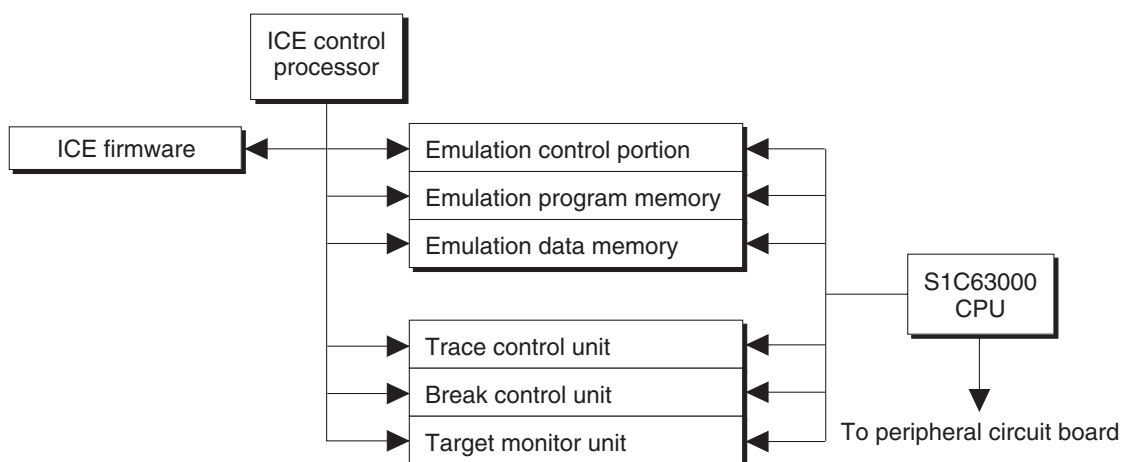 ICE control
processor
ICE firmware
Emulation control portion
Emulation program memory
Emulation data memory
S1C63000
CPU
Trace control unit
Break control unit
Target monitor unit
To peripheral circuit board